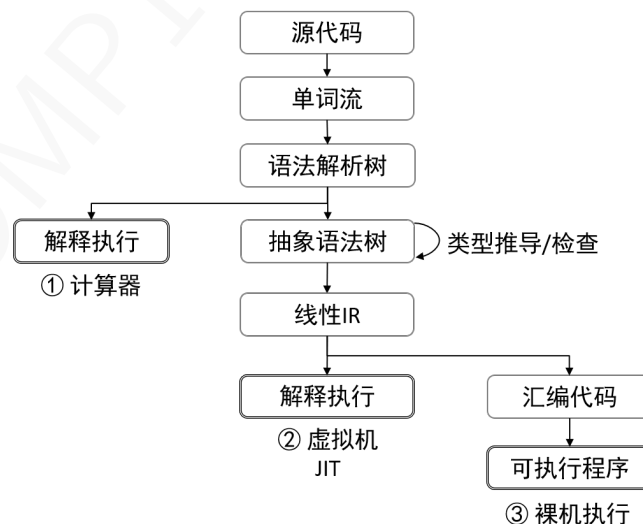 源代码
单词流
语法解析树
解释执行
抽象语法树
类型推导/检查
① 计算器
线性IR
解释执行
汇编代码
② 虚拟机
JIT
可执行程序
③ 裸机执行